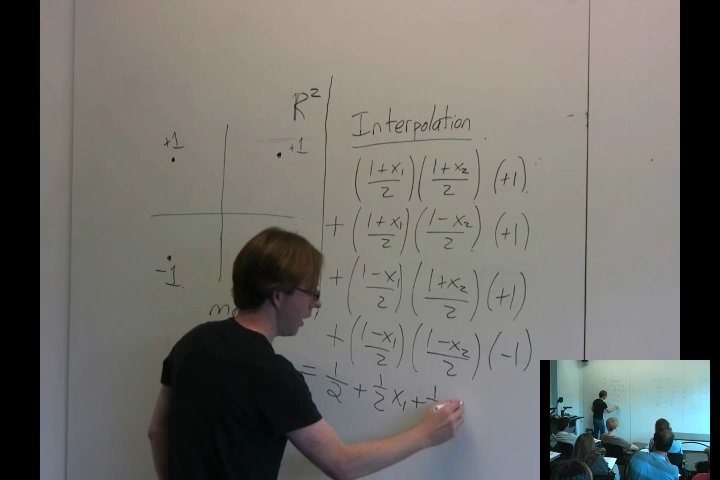 R²
+1
+1
-1
Interpolation
((1+x₁)/2)((1+x₂)/2)(+1)
+((1+x₁)/2)((1-x₂)/2)(+1)
+((1-x₁)/2)((1+x₂)/2)(+1)
+((1-x₁)/2)((1-x₂)/2)(-1)
= 1/2 + 1/2 x₁ + 1